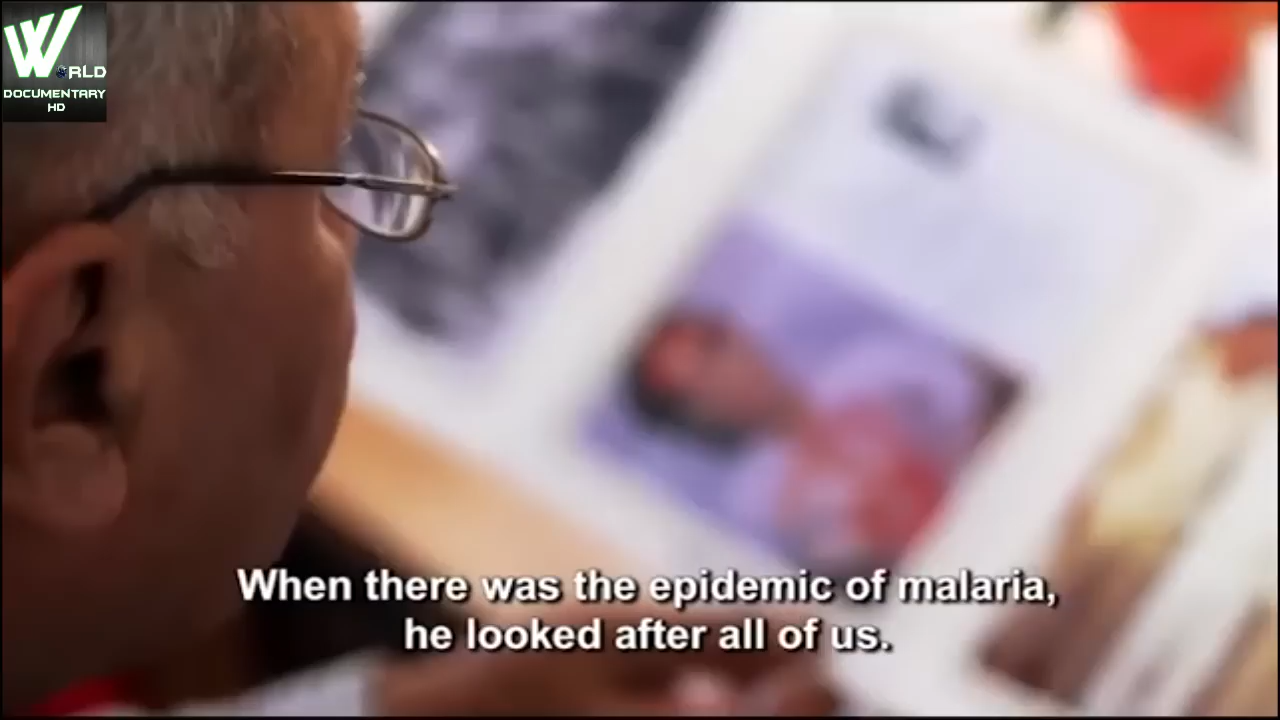 WORLD
DOCUMENTARY
HD
When there was the epidemic of malaria,
he looked after all of us.